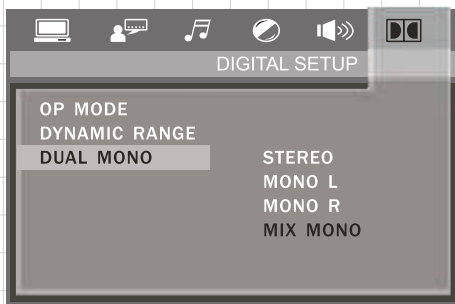 DIGITAL SETUP
OP MODE
DYNAMIC RANGE
DUAL MONO
STEREO
MONO L
MONO R
MIX MONO